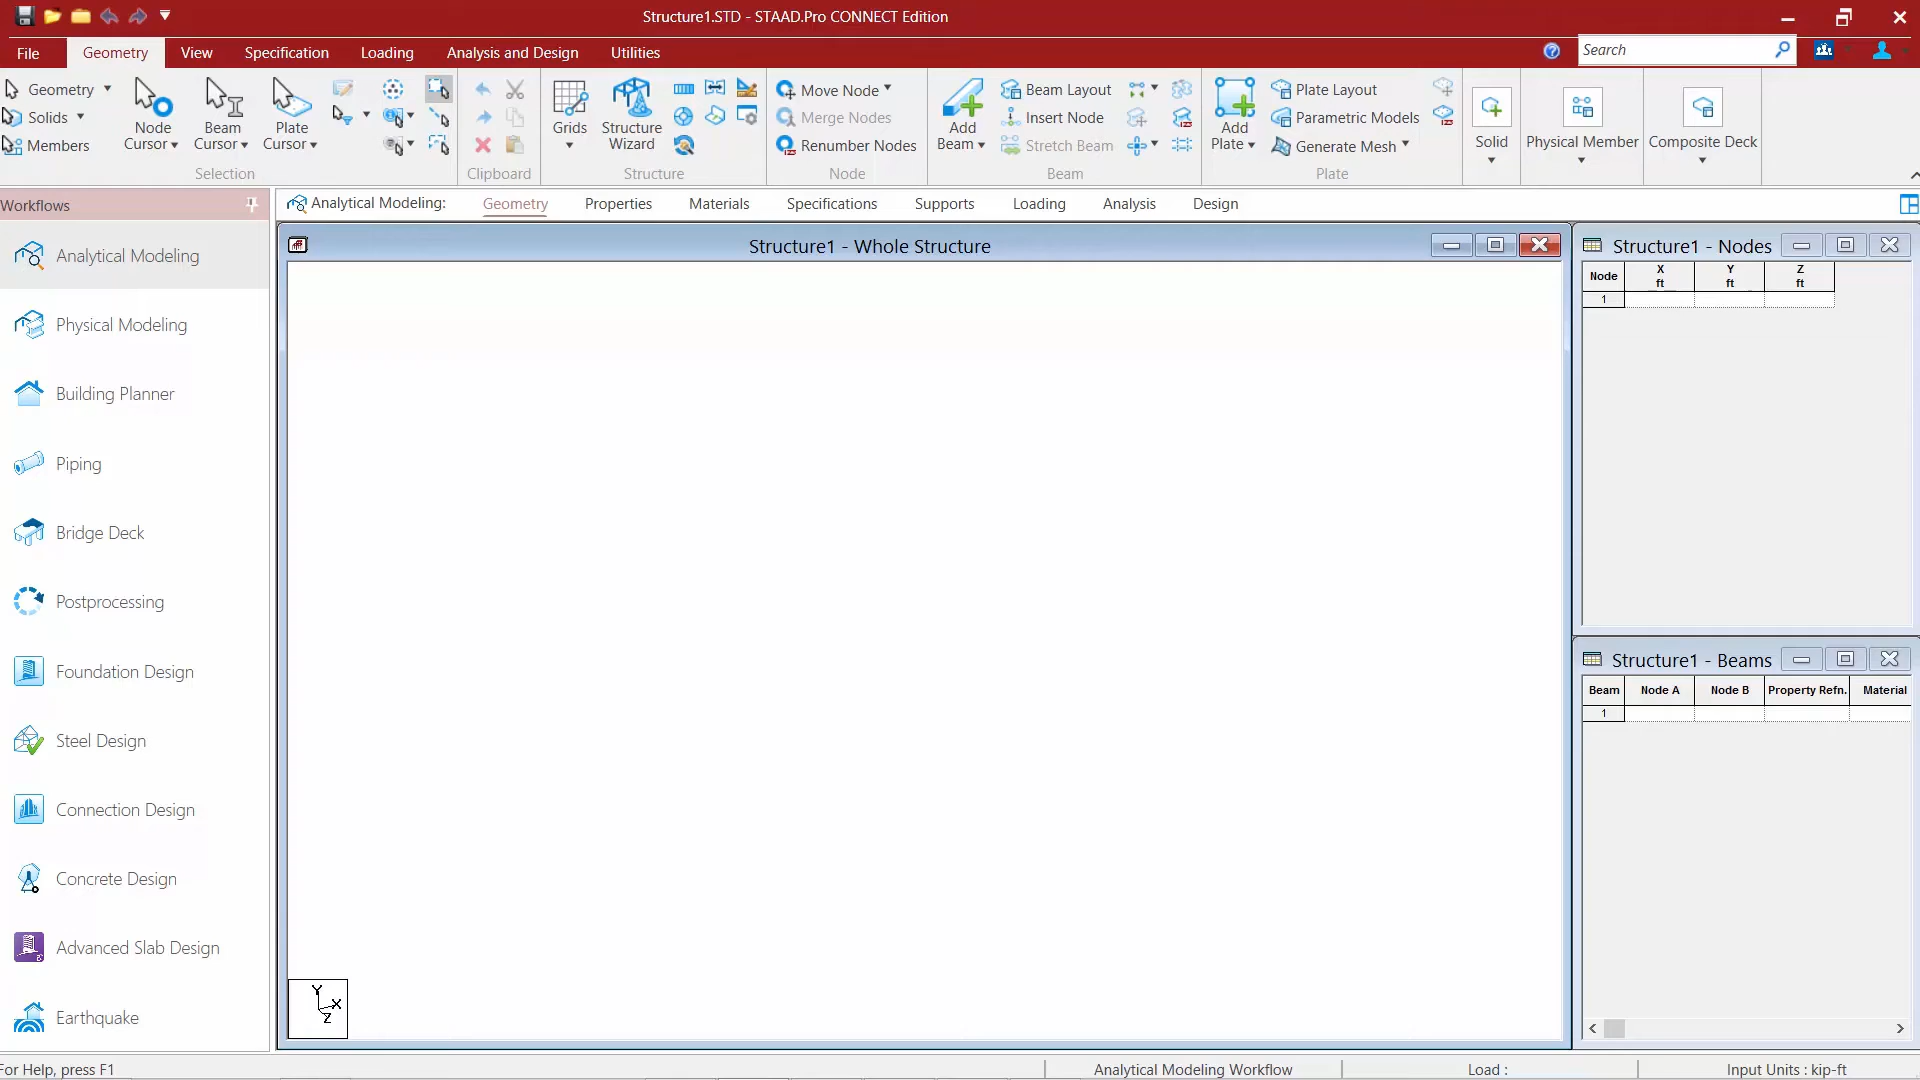 Structure1.STD - STAAD.Pro CONNECT Edition
File Geometry View Specification Loading Analysis and Design Utilities Search
Geometry
Solids
Members
Node Cursor
Beam Cursor
Plate Cursor
Selection
Clipboard
Grids
Structure Wizard
Structure
Move Node
Merge Nodes
Renumber Nodes
Node
Add Beam
Beam Layout
Insert Node
Stretch Beam
Beam
Add Plate
Plate Layout
Parametric Models
Generate Mesh
Plate
Solid
Physical Member
Composite Deck
Workflows
Analytical Modeling
Physical Modeling
Building Planner
Piping
Bridge Deck
Postprocessing
Foundation Design
Steel Design
Connection Design
Concrete Design
Advanced Slab Design
Earthquake
Analytical Modeling: Geometry Properties Materials Specifications Supports Loading Analysis Design
Structure1 - Whole Structure
Y
X
Z
Structure1 - Nodes
Node X ft Y ft Z ft
1
Structure1 - Beams
Beam Node A Node B Property Refn. Material
1
For Help, press F1 Analytical Modeling Workflow Load : Input Units : kip-ft